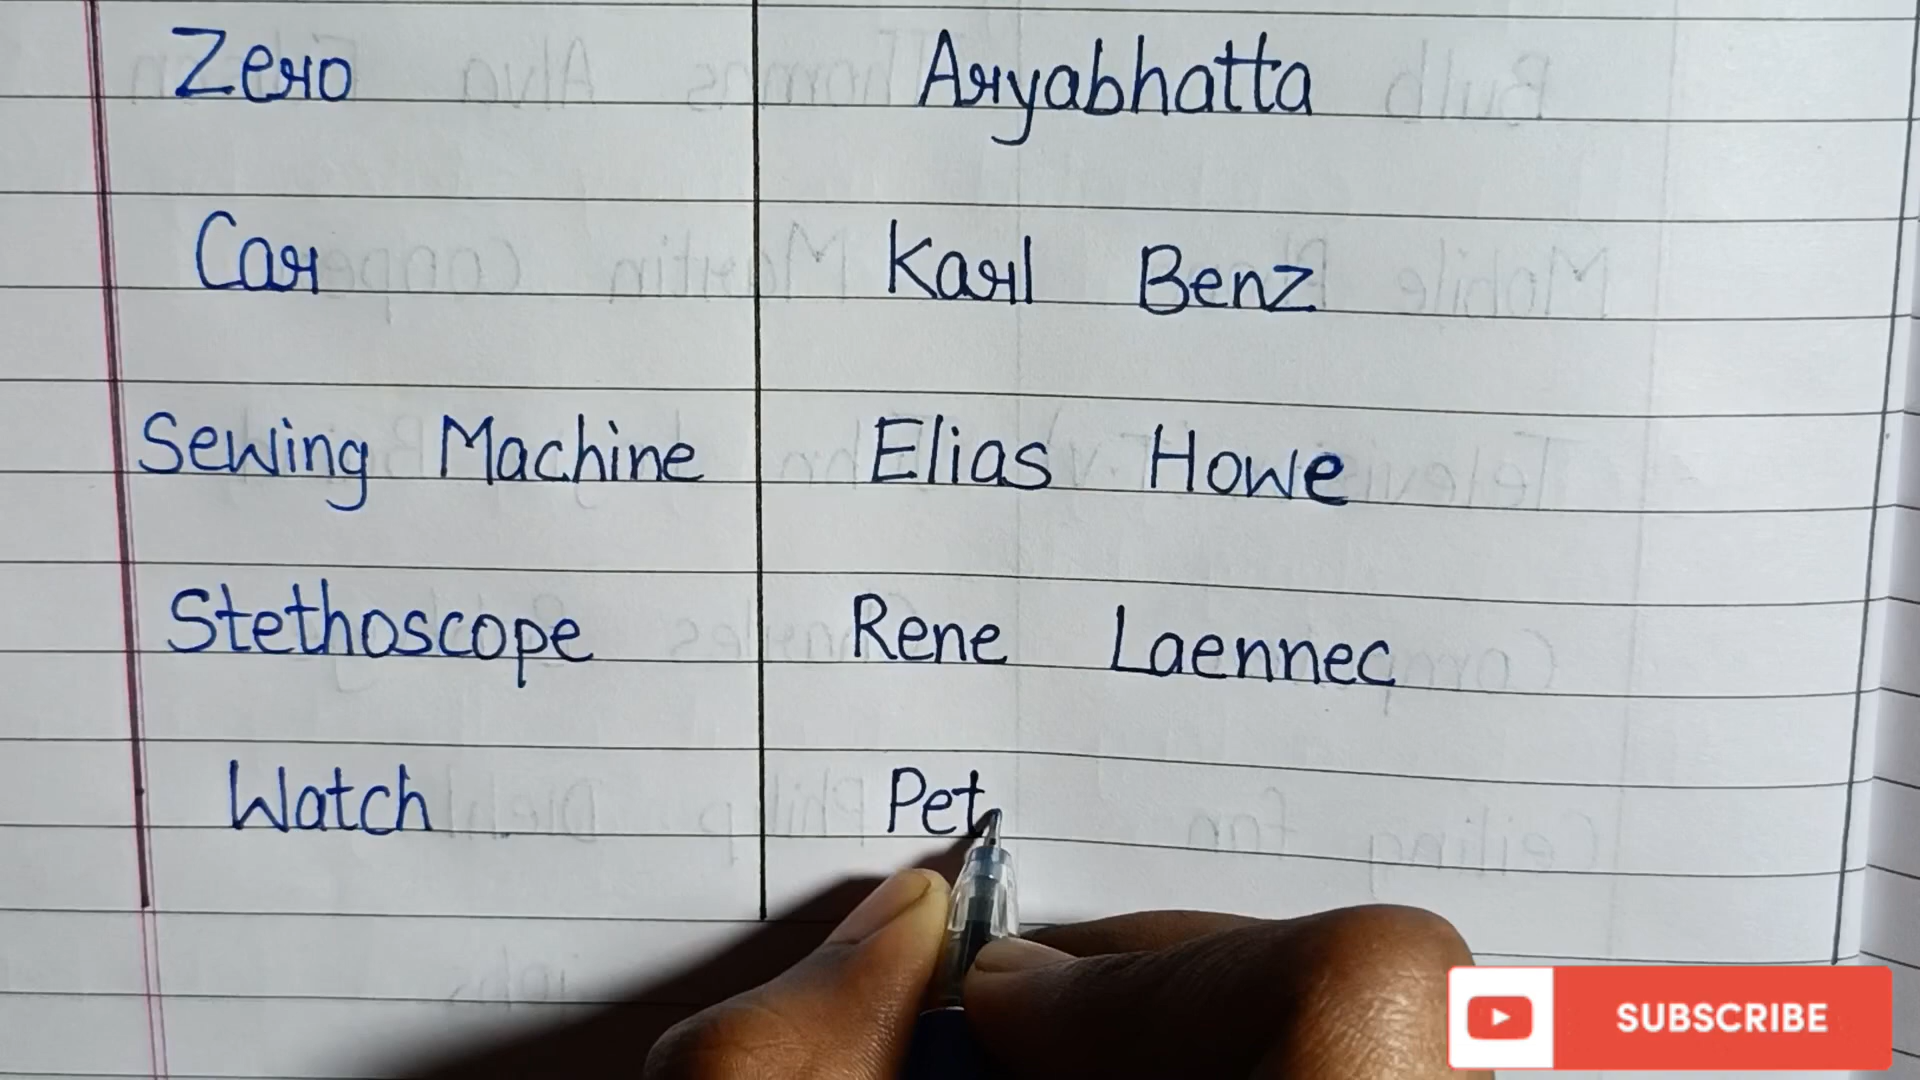 Zero Aryabhatta
Car Karl Benz
Sewing Machine Elias Howe
Stethoscope Rene Laennec
Watch Pet
SUBSCRIBE